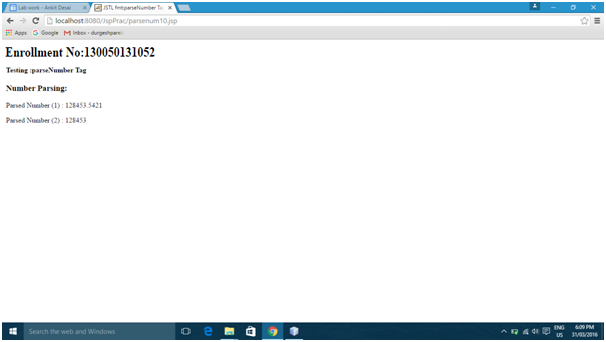 Lab work - Ankit Desai
JSTL fmt:parseNumber Ta
localhost:8080/JspPrac/parsenum10.jsp
Apps Google Inbox - durgeshparsi
Enrollment No:130050131052
Testing :parseNumber Tag
Number Parsing:
Parsed Number (1) : 128453.5421
Parsed Number (2) : 128453
Search the web and Windows
ENG
US
6:09 PM
31/03/2016